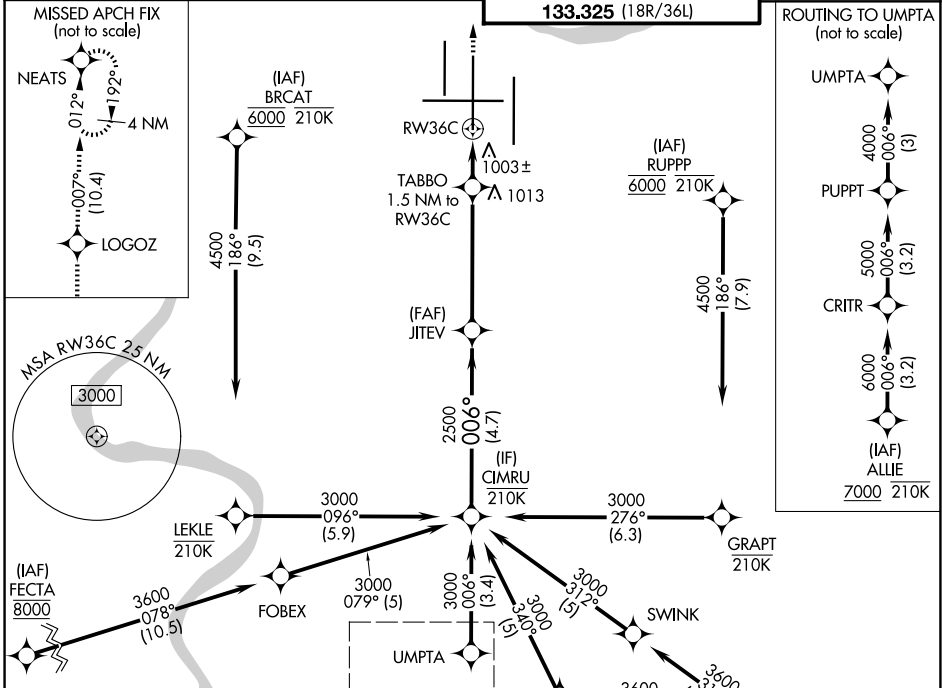 MISSED APCH FIX
(not to scale)
NEATS
012°
192°
4 NM
007°
(10.4)
LOGOZ
133.325 (18R/36L)
ROUTING TO UMPTA
(not to scale)
UMPTA
4000
006°
(3)
PUPPT
5000
006°
(3.2)
CRITR
6000
006°
(3.2)
(IAF)
ALLIE
7000 210K
(IAF)
BRCAT
6000 210K
4500
186°
(9.5)
RW36C
1003±
TABBO
1.5 NM to
RW36C
1013
(IAF)
RUPPP
6000 210K
4500
186°
(7.9)
(FAF)
JITEV
2500
006°
(4.7)
MSA RW36C 25 NM
3000
(IF)
CIMRU
210K
LEKLE
210K
3000
096°
(5.9)
3000
276°
(6.3)
GRAPT
210K
(IAF)
FECTA
8000
3600
078°
(10.5)
FOBEX
3000
079° (5)
3000
006°
(3.4)
UMPTA
3000
340°
(5)
3000
312°
(5)
SWINK
3600
3600